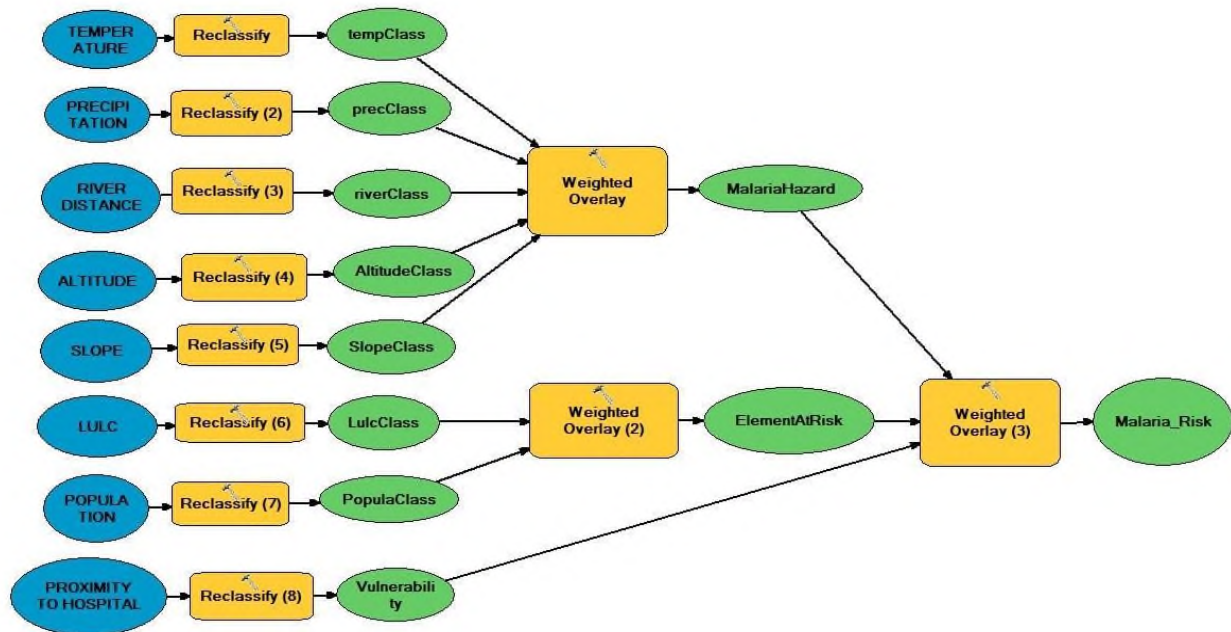 TEMPER
ATURE
Reclassify
tempClass
PRECIPI
TATION
Reclassify (2)
precClass
RIVER
DISTANCE
Reclassify (3)
riverClass
Weighted
Overlay
MalariaHazard
ALTITUDE
Reclassify (4)
AltitudeClass
SLOPE
Reclassify (5)
SlopeClass
LULC
Reclassify (6)
LulcClass
Weighted
Overlay (2)
ElementAtRisk
Weighted
Overlay (3)
Malaria_Risk
POPULA
TION
Reclassify (7)
PopulaClass
PROXIMITY
TO HOSPITAL
Reclassify (8)
Vulnerabili
ty